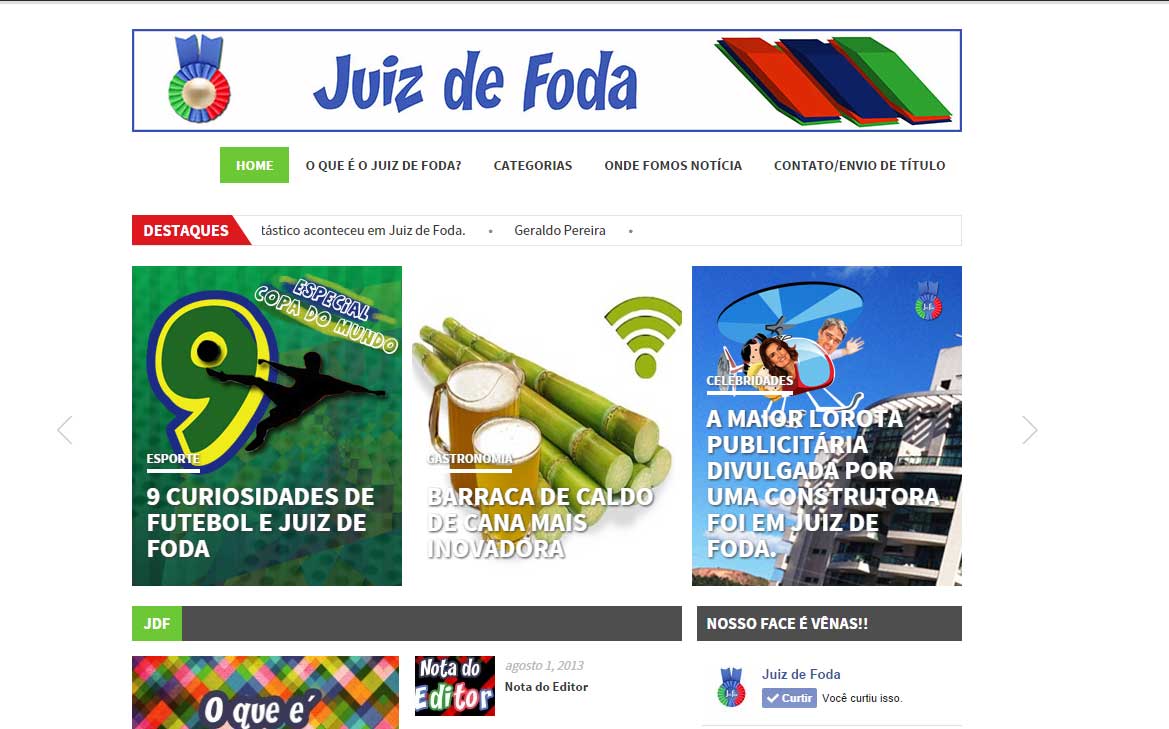 Juiz de Foda
HOME
O QUE É O JUIZ DE FODA?
CATEGORIAS
ONDE FOMOS NOTÍCIA
CONTATO/ENVIO DE TÍTULO
DESTAQUES
tástico aconteceu em Juiz de Foda. • Geraldo Pereira •
ESPECIAL
COPA DO MUNDO
9
ESPORTE
9 CURIOSIDADES DE
FUTEBOL E JUIZ DE
FODA
GASTRONOMIA
BARRACA DE CALDO
DE CANA MAIS
INOVADORA
CELEBRIDADES
A MAIOR LOROTA
PUBLICITÁRIA
DIVULGADA POR
UMA CONSTRUTORA
FOI EM JUIZ DE
FODA.
JDF
O que é
Nota do
Editor
agosto 1, 2013
Nota do Editor
NOSSO FACE É VÊNAS!!
Juiz de Foda
Curtir
Você curtiu isso.